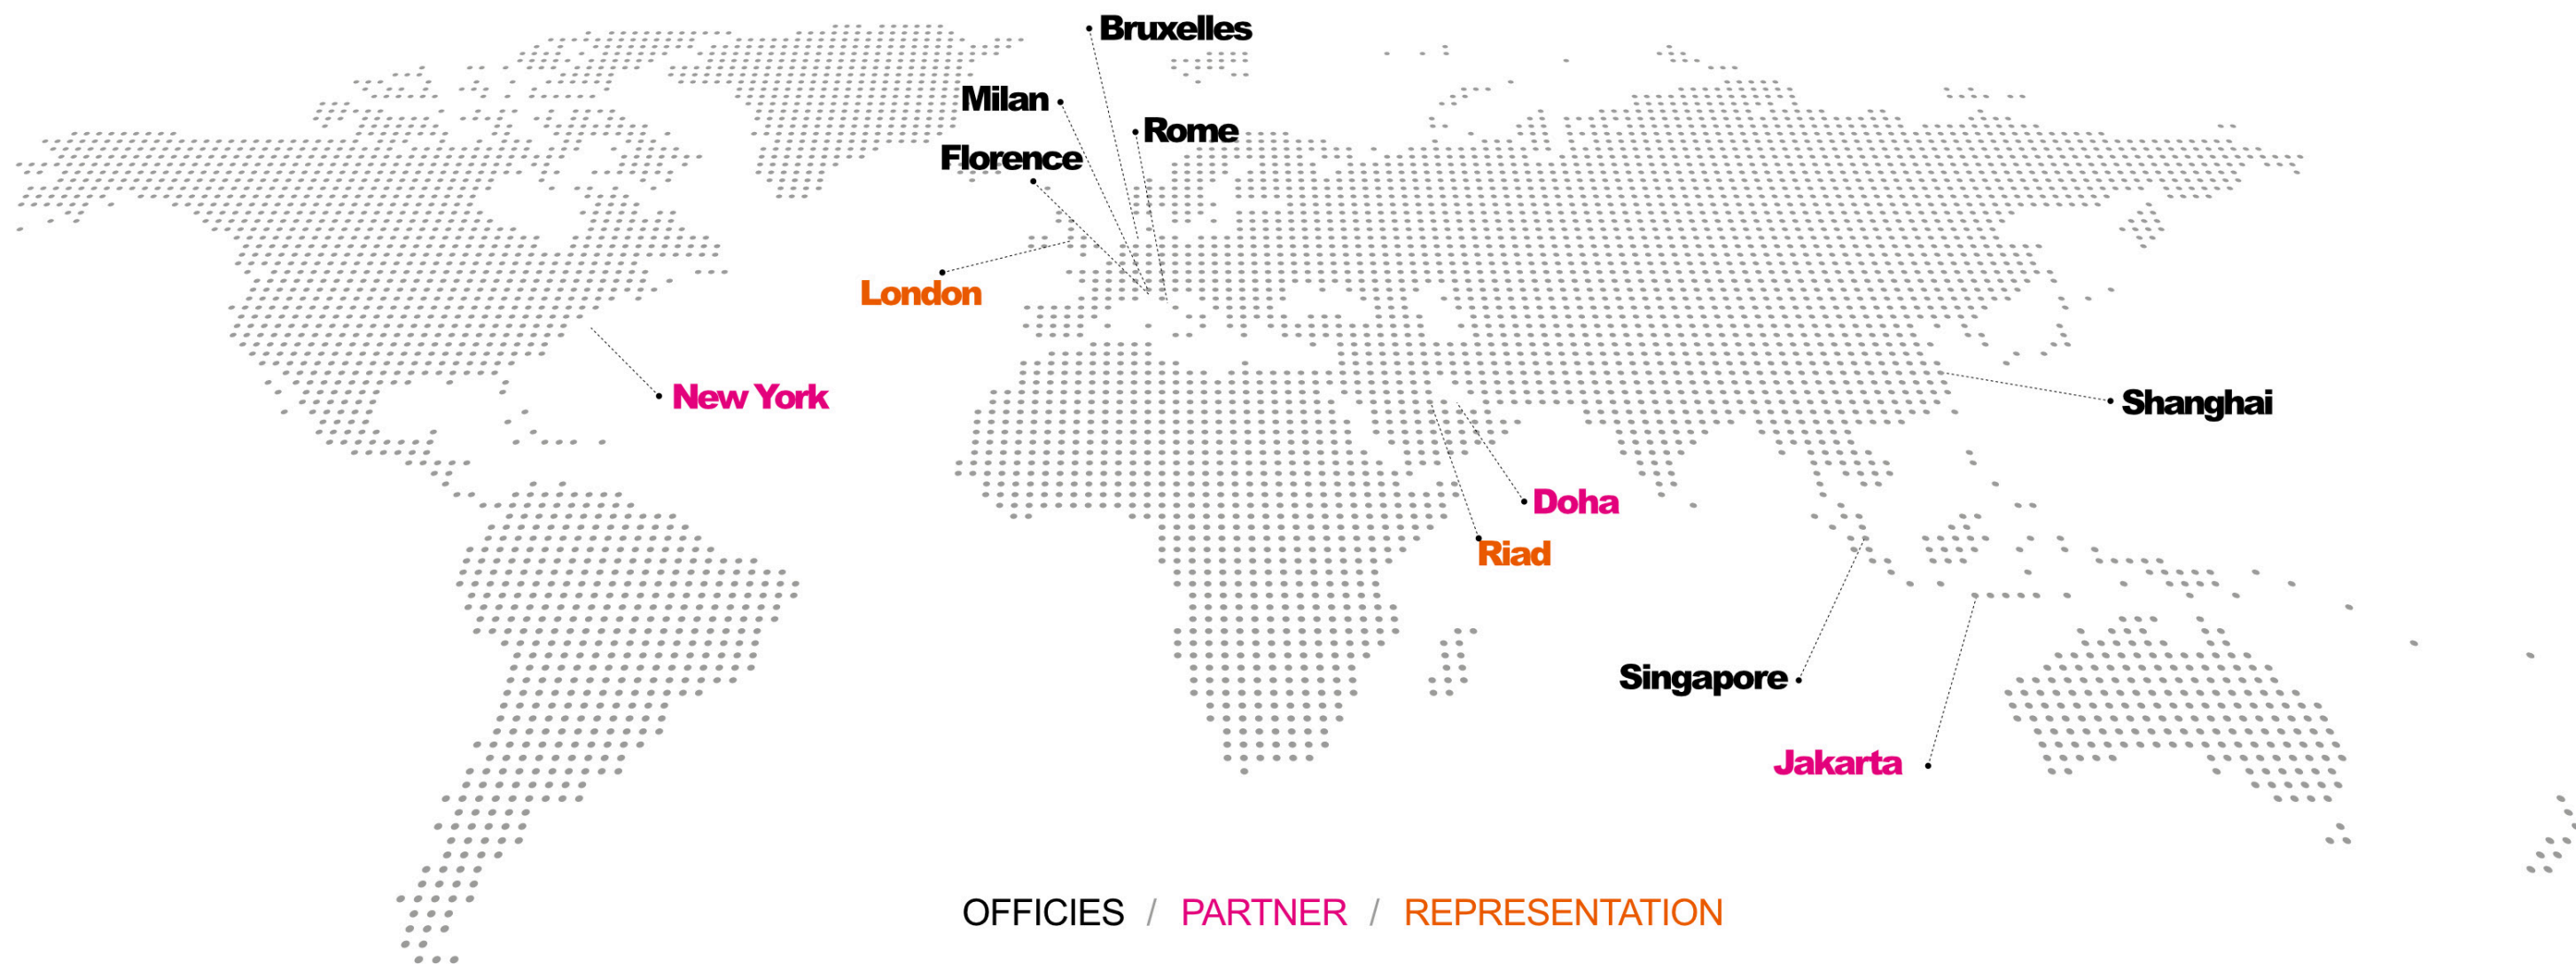 Bruxelles
Milan
Rome
Florence
London
New York
Shanghai
Doha
Riad
Singapore
Jakarta
OFFICIES / PARTNER / REPRESENTATION